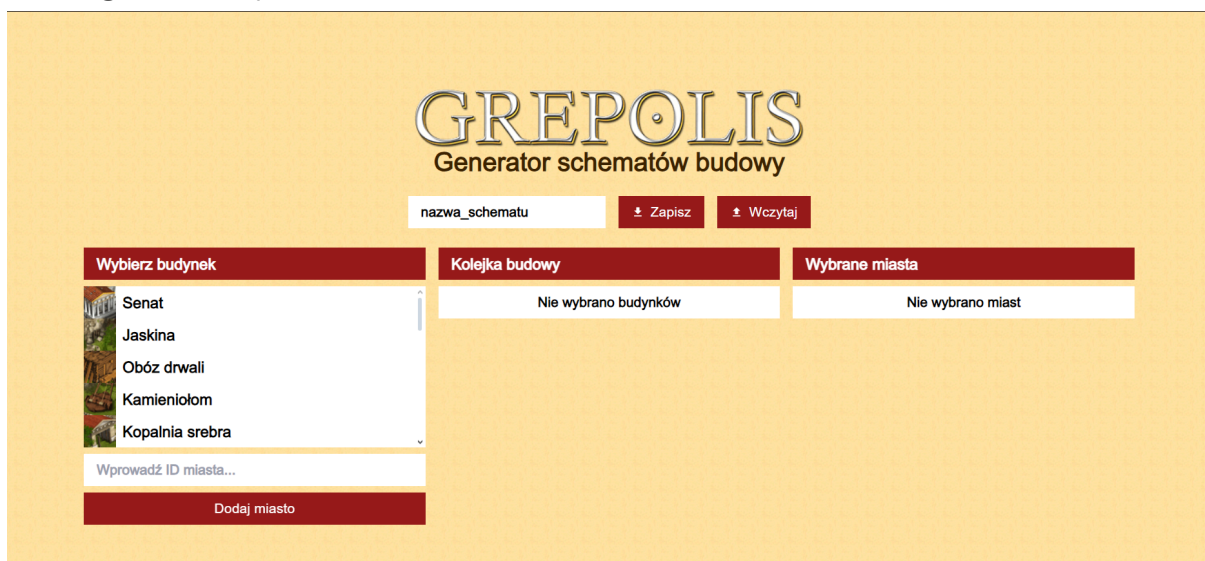 GREPOLIS
Generator schematów budowy
nazwa_schematu
Zapisz
Wczytaj
Wybierz budynek
Senat
Jaskina
Obóz drwali
Kamieniołom
Kopalnia srebra
Wprowadź ID miasta...
Dodaj miasto
Kolejka budowy
Nie wybrano budynków
Wybrane miasta
Nie wybrano miast